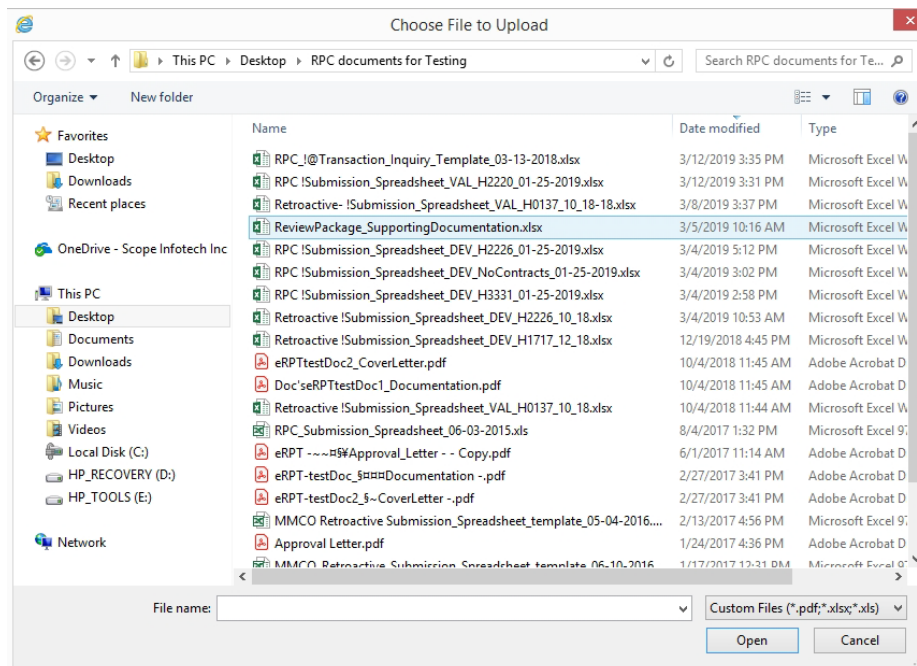 Choose File to Upload
This PC Desktop RPC documents for Testing Search RPC documents for Te...
Organize New folder
Name Date modified Type
Favorites
Desktop
Downloads
Recent places
OneDrive - Scope Infotech Inc
This PC
Desktop
Documents
Downloads
Music
Pictures
Videos
Local Disk (C:)
HP_RECOVERY (D:)
HP_TOOLS (E:)
Network
RPC_!@Transaction_Inquiry_Template_03-13-2018.xlsx 3/12/2019 3:35 PM Microsoft Excel W
RPC !Submission_Spreadsheet_VAL_H2220_01-25-2019.xlsx 3/12/2019 3:31 PM Microsoft Excel W
Retroactive- !Submission_Spreadsheet_VAL_H0137_10_18-18.xlsx 3/8/2019 3:37 PM Microsoft Excel W
ReviewPackage_SupportingDocumentation.xlsx 3/5/2019 10:16 AM Microsoft Excel W
RPC !Submission_Spreadsheet_DEV_H2226_01-25-2019.xlsx 3/4/2019 5:12 PM Microsoft Excel W
RPC !Submission_Spreadsheet_DEV_NoContracts_01-25-2019.xlsx 3/4/2019 3:02 PM Microsoft Excel W
RPC !Submission_Spreadsheet_DEV_H3331_01-25-2019.xlsx 3/4/2019 2:58 PM Microsoft Excel W
Retroactive !Submission_Spreadsheet_DEV_H2226_10_18.xlsx 3/4/2019 10:53 AM Microsoft Excel W
Retroactive !Submission_Spreadsheet_DEV_H1717_12_18.xlsx 12/19/2018 4:45 PM Microsoft Excel W
eRPTtestDoc2_CoverLetter.pdf 10/4/2018 11:45 AM Adobe Acrobat D
Doc'seRPTtestDoc1_Documentation.pdf 10/4/2018 11:45 AM Adobe Acrobat D
Retroactive !Submission_Spreadsheet_VAL_H0137_10_18.xlsx 10/4/2018 11:44 AM Microsoft Excel W
RPC_Submission_Spreadsheet_06-03-2015.xls 8/4/2017 1:32 PM Microsoft Excel 97
eRPT -~~¤§¥Approval_Letter - - Copy.pdf 6/1/2017 11:14 AM Adobe Acrobat D
eRPT-testDoc_§¤¤¤Documentation -.pdf 2/27/2017 3:41 PM Adobe Acrobat D
eRPT-testDoc2_§~CoverLetter -.pdf 2/27/2017 3:41 PM Adobe Acrobat D
MMCO Retroactive Submission_Spreadsheet_template_05-04-2016.... 2/13/2017 4:56 PM Microsoft Excel 97
Approval Letter.pdf 1/24/2017 4:36 PM Adobe Acrobat D
MMCO Retroactive Submission_Spreadsheet_template_06-10-2016 1/17/2017 12:31 PM Microsoft Excel 97
File name: Custom Files (*.pdf;*.xlsx;*.xls)
Open Cancel